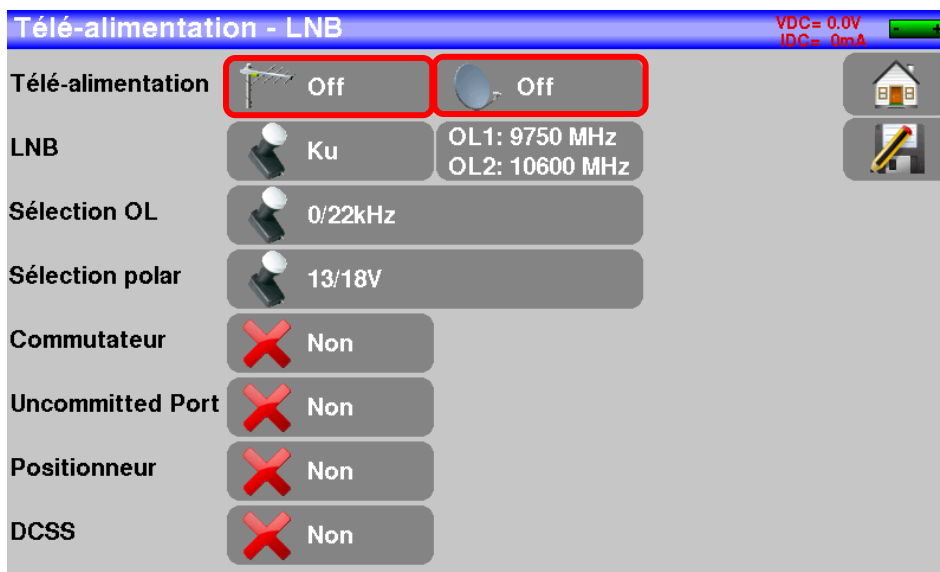 Télé-alimentation - LNB
VDC= 0.0V
IDC= 0mA
Télé-alimentation Off Off
LNB Ku OL1: 9750 MHz
OL2: 10600 MHz
Sélection OL 0/22kHz
Sélection polar 13/18V
Commutateur Non
Uncommitted Port Non
Positionneur Non
DCSS Non